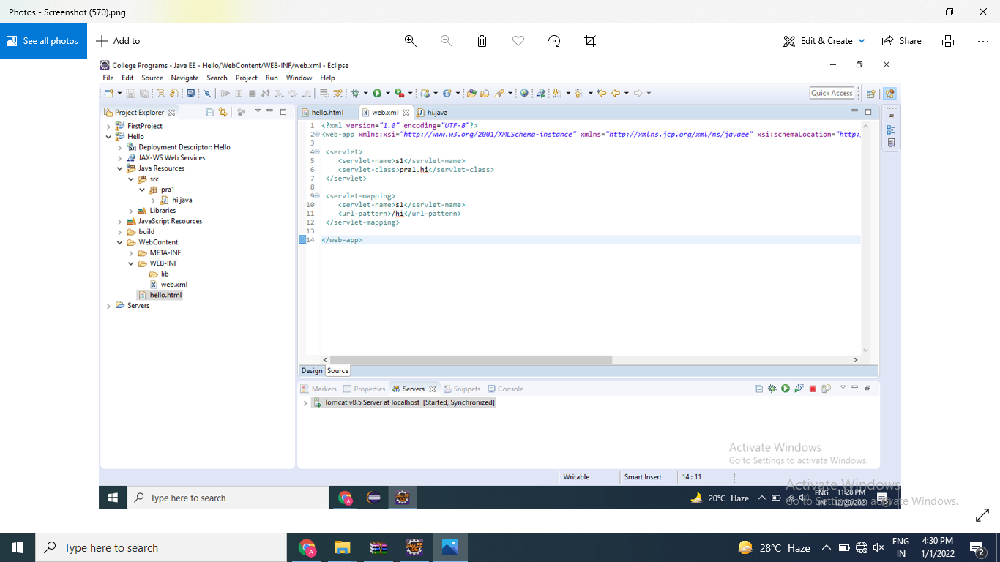 Photos - Screenshot (570).png
See all photos
Add to
Edit & Create
Share
College Programs - Java EE - Hello/WebContent/WEB-INF/web.xml - Eclipse
File Edit Source Navigate Search Project Run Window Help
Quick Access
Project Explorer
FirstProject
Hello
Deployment Descriptor: Hello
JAX-WS Web Services
Java Resources
src
pra1
hi.java
Libraries
JavaScript Resources
build
WebContent
META-INF
WEB-INF
lib
web.xml
hello.html
Servers
hello.html web.xml hi.java
1 <?xml version="1.0" encoding="UTF-8"?>
2 <web-app xmlns:xsi="http://www.w3.org/2001/XMLSchema-instance" xmlns="http://xmlns.jcp.org/xml/ns/javaee" xsi:schemaLocation="http:
3
4 <servlet>
5 <servlet-name>s1</servlet-name>
6 <servlet-class>pra1.hi</servlet-class>
7 </servlet>
8
9 <servlet-mapping>
10 <servlet-name>s1</servlet-name>
11 <url-pattern>/hi</url-pattern>
12 </servlet-mapping>
13
14 </web-app>
Design Source
Markers Properties Servers Snippets Console
Tomcat v8.5 Server at localhost [Started, Synchronized]
Activate Windows
Go to Settings to activate Windows.
Writable Smart Insert 14 : 11
Type here to search
20°C Haze
ENG
IN
11:28 PM
12/29/2021
5
Activate Windows
Go to Settings to activate Windows.
Type here to search
28°C Haze
ENG
IN
4:30 PM
1/1/2022
2